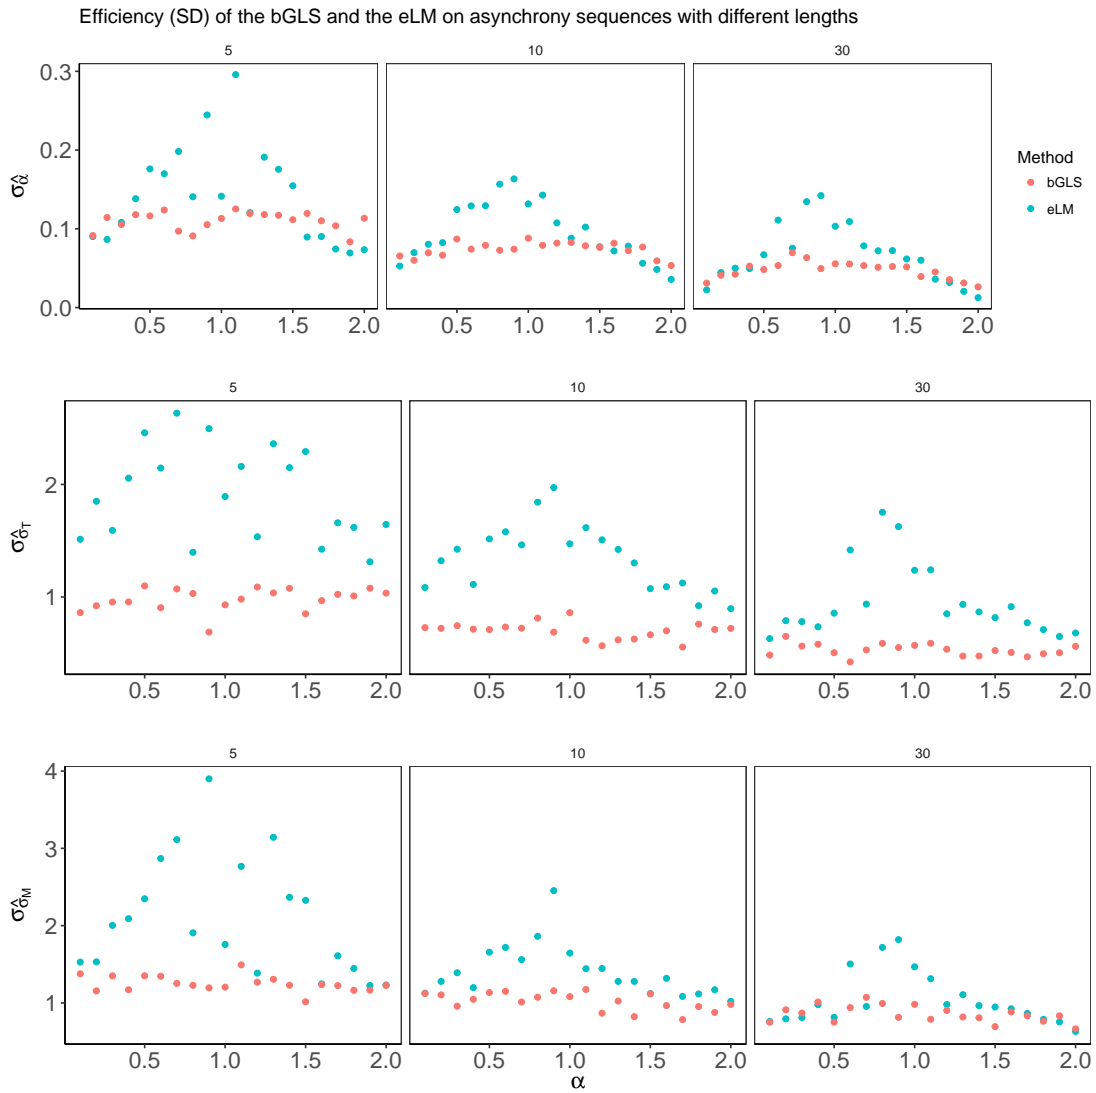 Efficiency (SD) of the bGLS and the eLM on asynchrony sequences with different lengths
5 10 30
0.3
0.2
0.1
0.0
σ_α̂
0.5 1.0 1.5 2.0 0.5 1.0 1.5 2.0 0.5 1.0 1.5 2.0
Method
bGLS
eLM
5 10 30
2
1
σ_σ̂_T
0.5 1.0 1.5 2.0 0.5 1.0 1.5 2.0 0.5 1.0 1.5 2.0
5 10 30
4
3
2
1
σ_σ̂_M
0.5 1.0 1.5 2.0 0.5 1.0 1.5 2.0 0.5 1.0 1.5 2.0
α